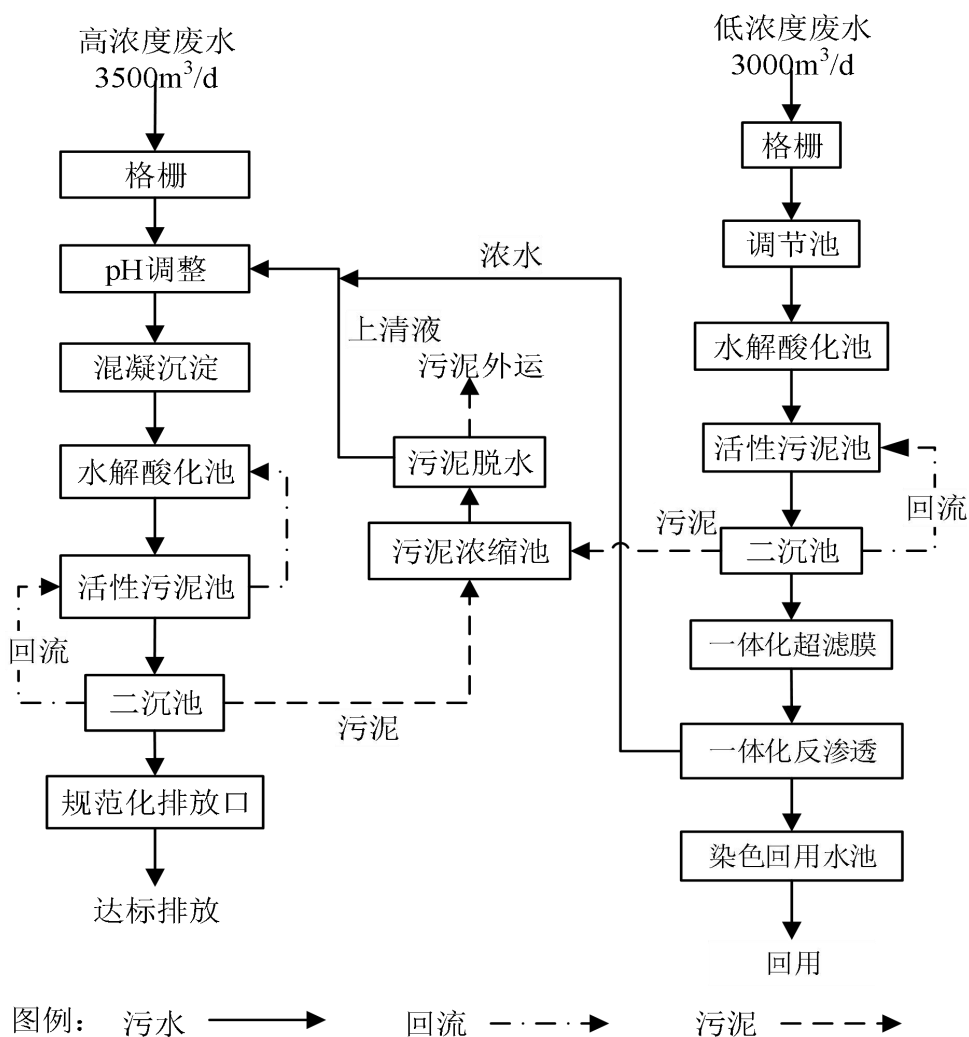 高浓度废水
3500m³/d
格栅
pH调整
混凝沉淀
水解酸化池
活性污泥池
回流
二沉池
规范化排放口
达标排放
浓水
上清液
污泥外运
污泥脱水
污泥浓缩池
污泥
污泥
低浓度废水
3000m³/d
格栅
调节池
水解酸化池
活性污泥池
回流
二沉池
一体化超滤膜
一体化反渗透
染色回用水池
回用
图例： 污水 回流 污泥